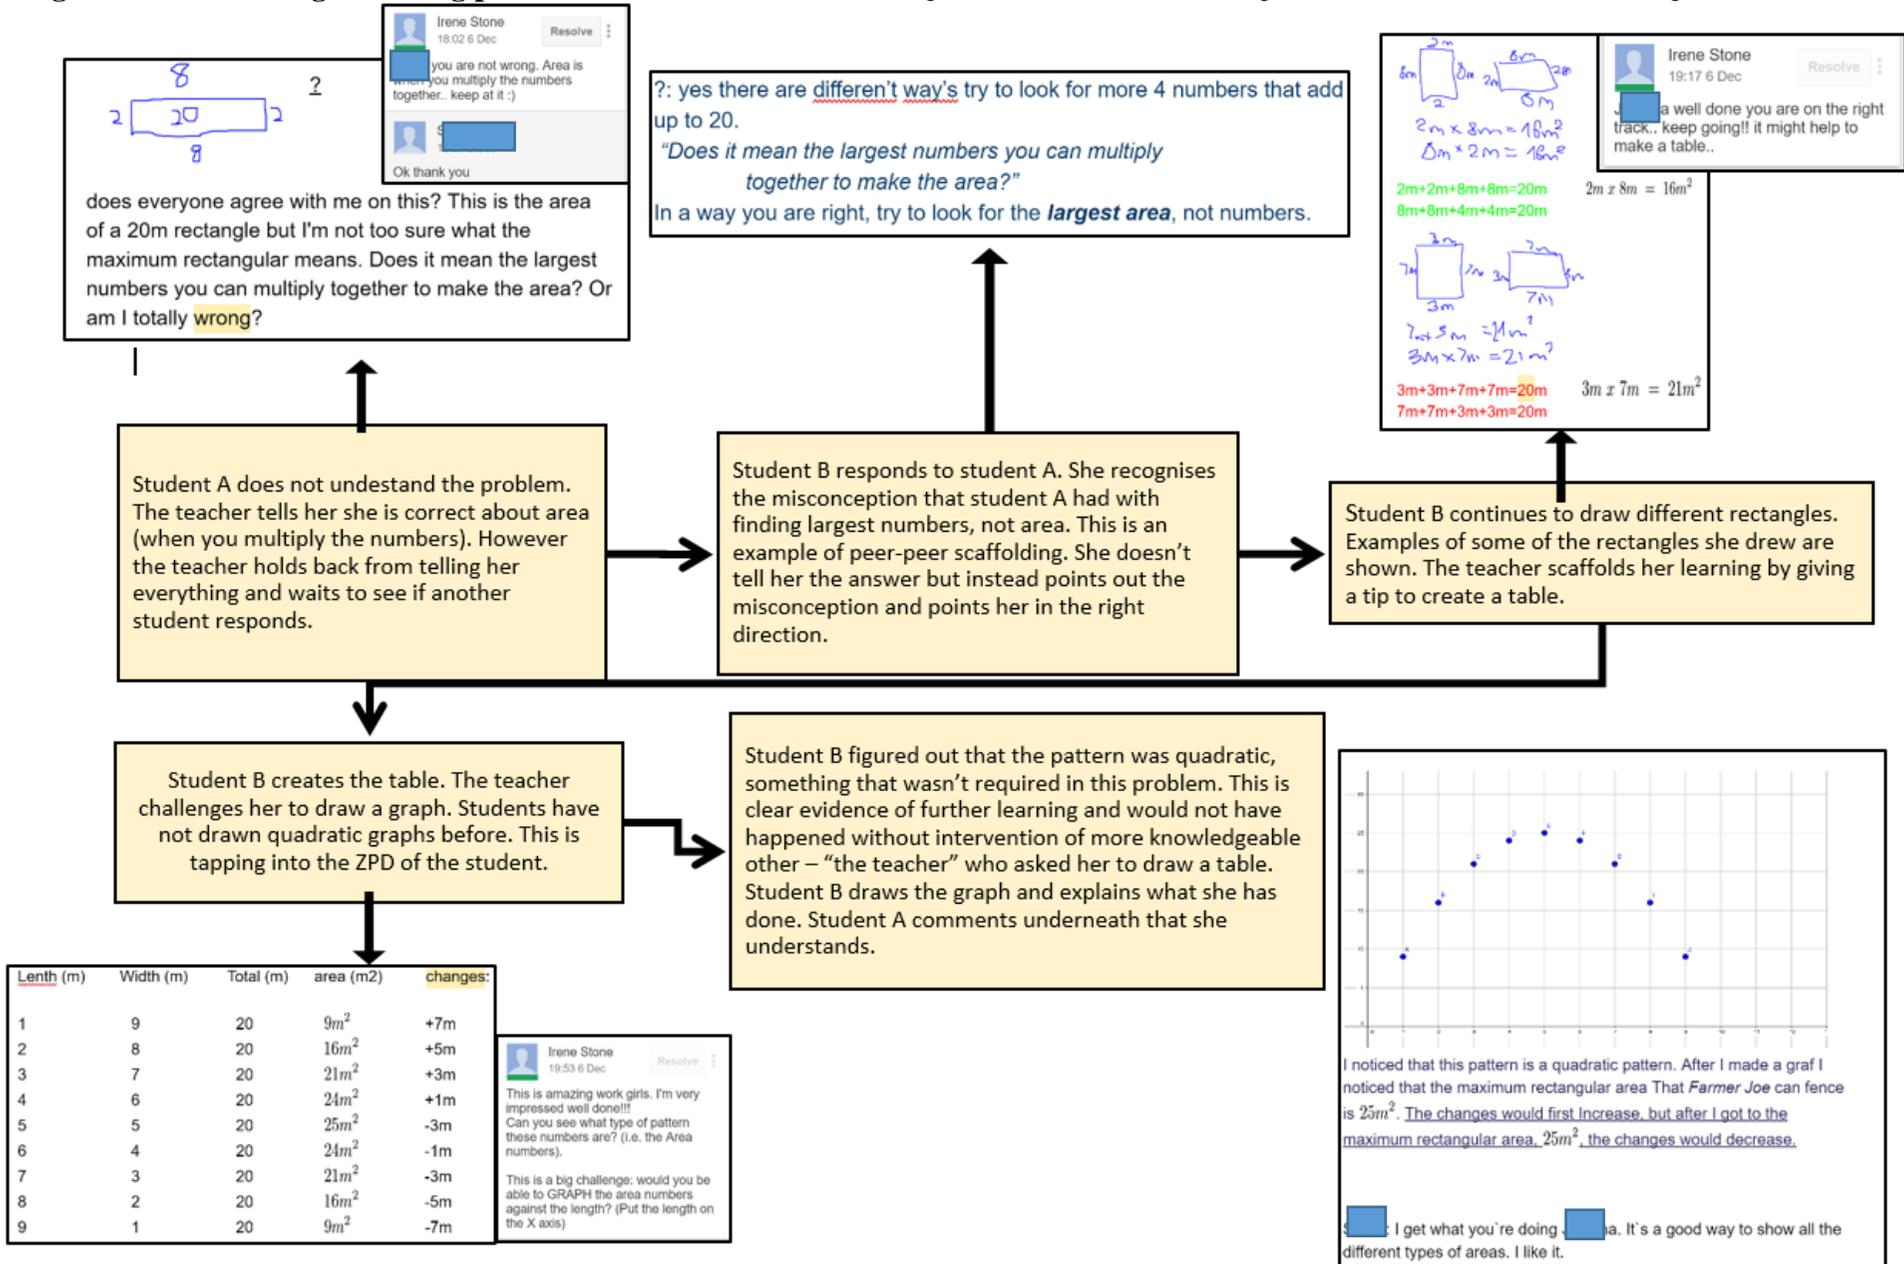 8
?
2 20 2
8
Irene Stone
18:02 6 Dec
Resolve
you are not wrong. Area is
when you multiply the numbers
together.. keep at it :)
Ok thank you
does everyone agree with me on this? This is the area
of a 20m rectangle but I'm not too sure what the
maximum rectangular means. Does it mean the largest
numbers you can multiply together to make the area? Or
am I totally wrong?
?: yes there are differen't way's try to look for more 4 numbers that add
up to 20.
“Does it mean the largest numbers you can multiply
together to make the area?”
In a way you are right, try to look for the largest area, not numbers.
2m 8m
8m 8m 2m 2m
2 8m
2m x 8m = 16m²
8m x 2m = 16m²
2m+2m+8m+8m=20m 2m x 8m = 16m²
8m+8m+4m+4m=20m
3m 7m
7m 7m 3m
3m 7m
=21m²
3m x 7m = 21m²
3m+3m+7m+7m=20m 3m x 7m = 21m²
7m+7m+3m+3m=20m
Irene Stone
19:17 6 Dec
Resolve
a well done you are on the right
track.. keep going!! it might help to
make a table..
Student A does not undestand the problem.
The teacher tells her she is correct about area
(when you multiply the numbers). However
the teacher holds back from telling her
everything and waits to see if another
student responds.
Student B responds to student A. She recognises
the misconception that student A had with
finding largest numbers, not area. This is an
example of peer-peer scaffolding. She doesn’t
tell her the answer but instead points out the
misconception and points her in the right
direction.
Student B continues to draw different rectangles.
Examples of some of the rectangles she drew are
shown. The teacher scaffolds her learning by giving
a tip to create a table.
Student B creates the table. The teacher
challenges her to draw a graph. Students have
not drawn quadratic graphs before. This is
tapping into the ZPD of the student.
Student B figured out that the pattern was quadratic,
something that wasn’t required in this problem. This is
clear evidence of further learning and would not have
happened without intervention of more knowledgeable
other – “the teacher” who asked her to draw a table.
Student B draws the graph and explains what she has
done. Student A comments underneath that she
understands.
Lenth (m) Width (m) Total (m) area (m2) changes:
1 9 20 9m² +7m
2 8 20 16m² +5m
3 7 20 21m² +3m
4 6 20 24m² +1m
5 5 20 25m² -3m
6 4 20 24m² -1m
7 3 20 21m² -3m
8 2 20 16m² -5m
9 1 20 9m² -7m
Irene Stone
19:53 6 Dec
Resolve
This is amazing work girls. I'm very
impressed well done!!!
Can you see what type of pattern
these numbers are? (i.e. the Area
numbers).
This is a big challenge: would you be
able to GRAPH the area numbers
against the length? (Put the length on
the X axis)
I noticed that this pattern is a quadratic pattern. After I made a graf I
noticed that the maximum rectangular area That Farmer Joe can fence
is 25m². The changes would first Increase, but after I got to the
maximum rectangular area, 25m², the changes would decrease.
: I get what you`re doing na. It`s a good way to show all the
different types of areas. I like it.